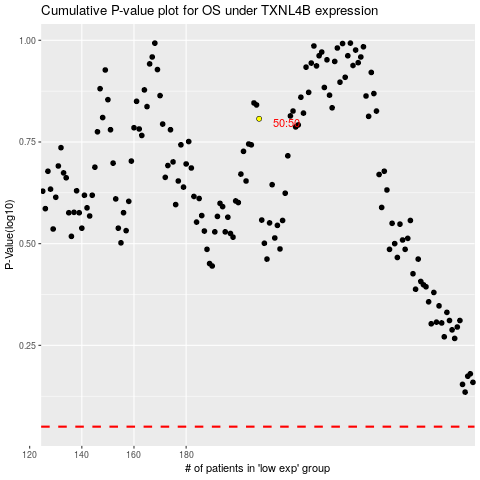 Cumulative P-value plot for OS under TXNL4B expression
P-Value(log10)
1.00
0.75
0.50
0.25
50:50
120 140 160 180
# of patients in 'low exp' group